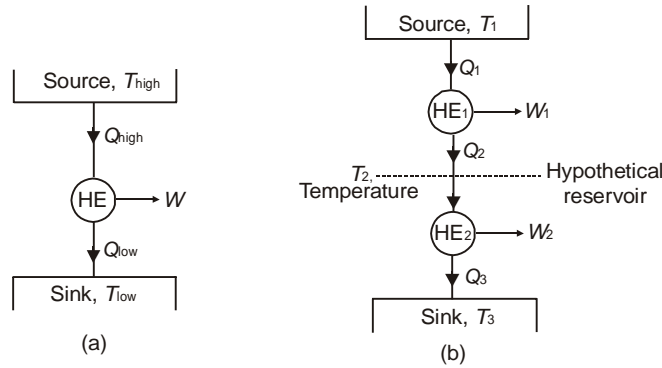 Source, Thigh
Qhigh
HE
W
Qlow
Sink, Tlow
(a)
Source, T1
Q1
HE1
W1
Q2
T2,
Temperature
Hypothetical
reservoir
HE2
W2
Q3
Sink, T3
(b)